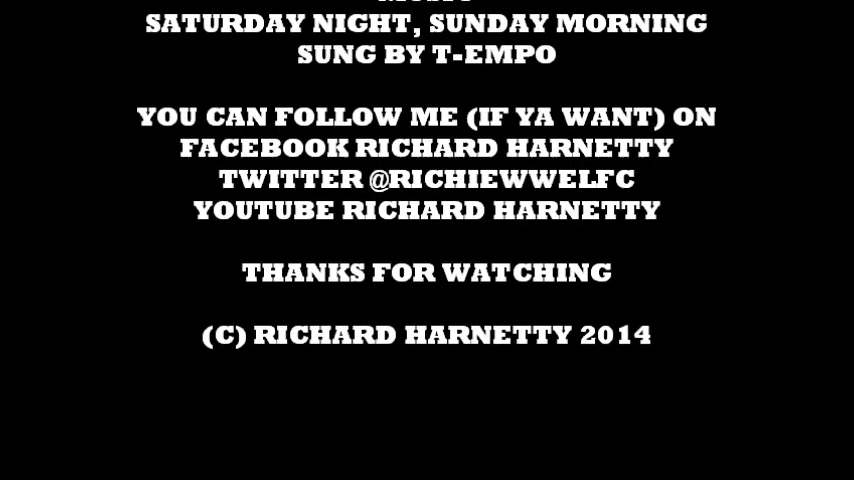 SATURDAY NIGHT, SUNDAY MORNING
SUNG BY T-EMPO
YOU CAN FOLLOW ME (IF YA WANT) ON
FACEBOOK RICHARD HARNETTY
TWITTER @RICHIEWWELFC
YOUTUBE RICHARD HARNETTY
THANKS FOR WATCHING
(C) RICHARD HARNETTY 2014